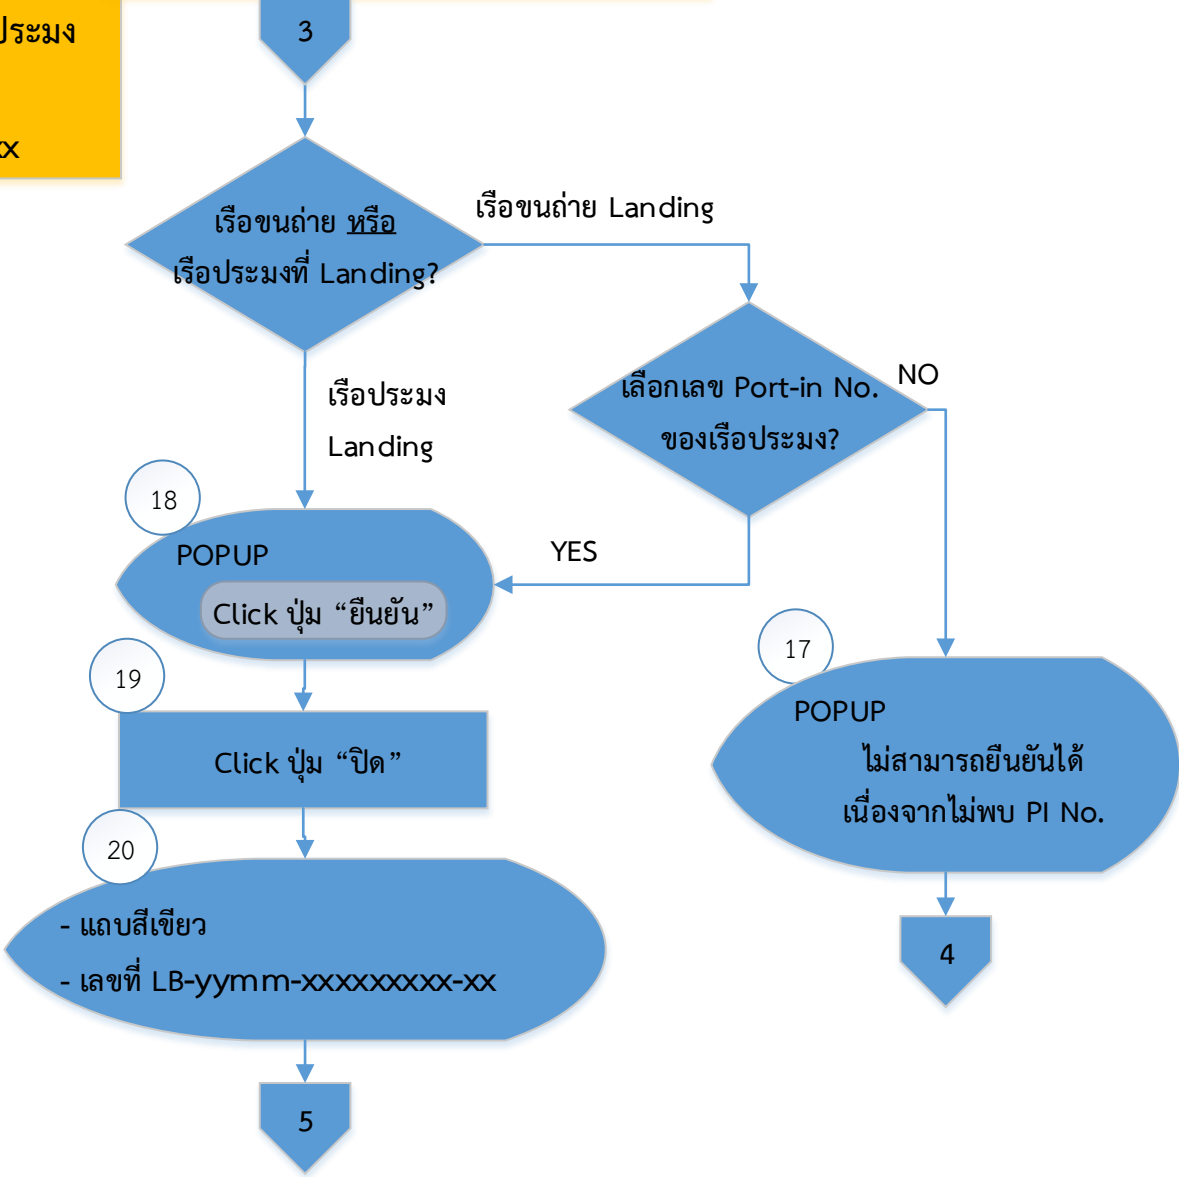 ประมง
xx
3
เรือขนถ่าย หรือ
เรือประมงที่ Landing?
เรือขนถ่าย Landing
เลือกเลข Port-in No.
ของเรือประมง?
NO
เรือประมง
Landing
YES
18
POPUP
Click ปุ่ม “ยืนยัน”
19
Click ปุ่ม “ปิด”
17
POPUP
ไม่สามารถยืนยันได้
เนื่องจากไม่พบ PI No.
20
- แถบสีเขียว
- เลขที่ LB-yymm-xxxxxxxxx-xx
4
5